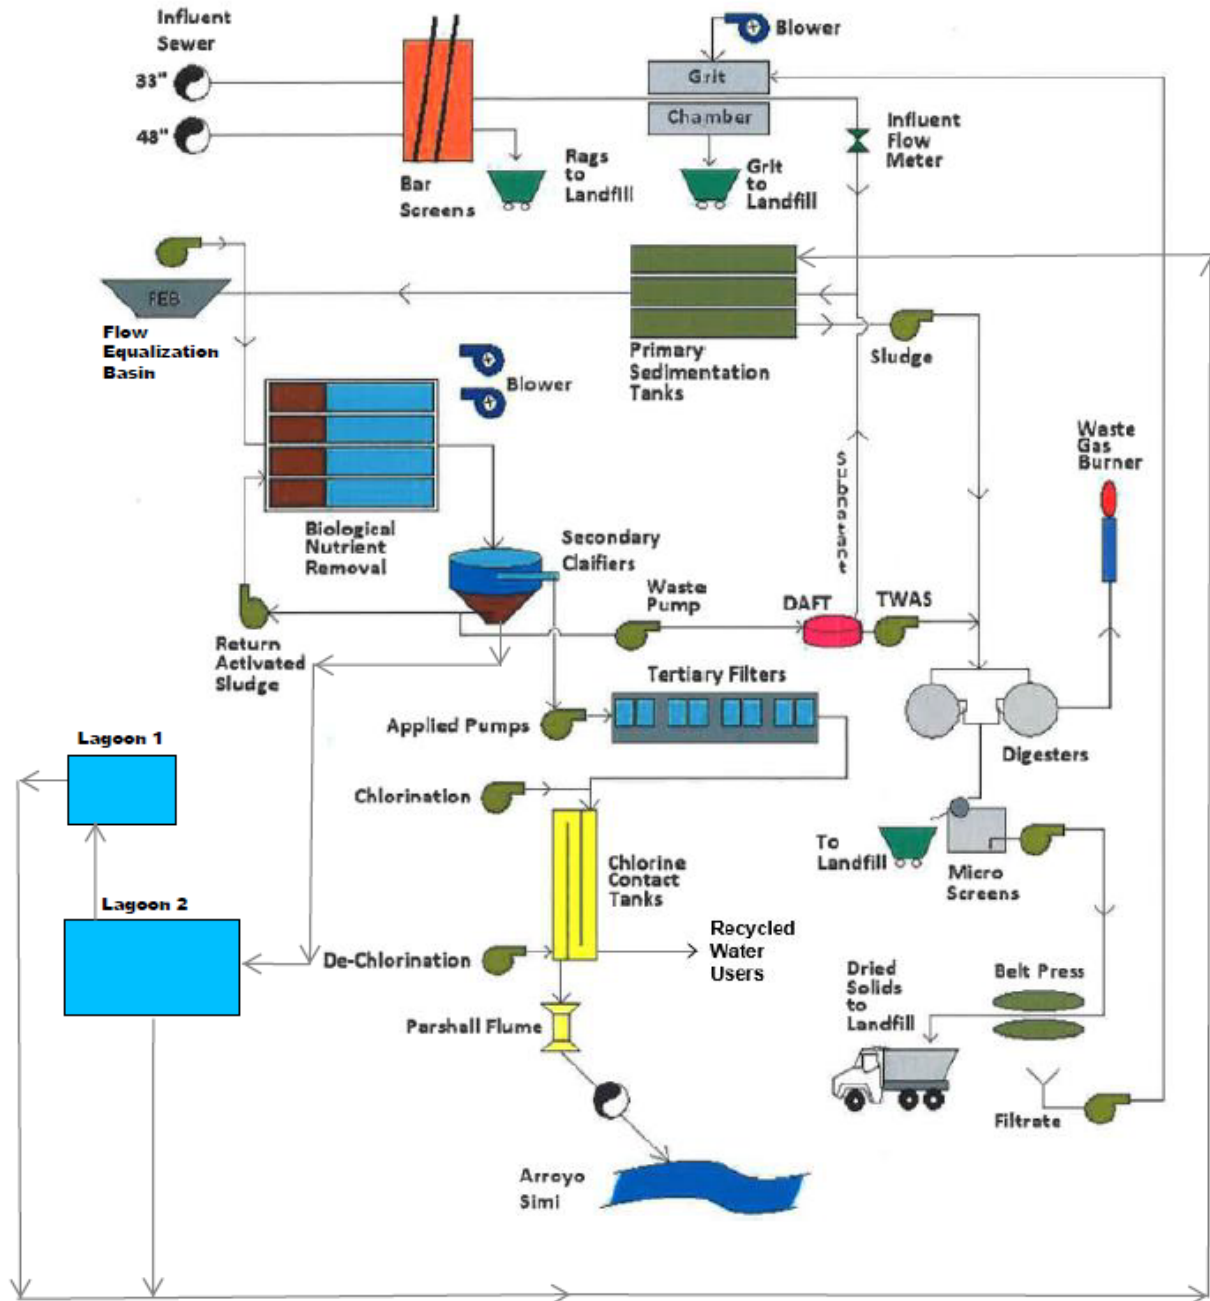 Influent
Sewer
33"
48"
Bar
Screens
Rags
to
Landfill
Blower
Grit
Chamber
Grit
to
Landfill
Influent
Flow
Meter
FEB
Flow
Equalization
Basin
Primary
Sedimentation
Tanks
Sludge
Blower
Biological
Nutrient
Removal
Subnatant
Waste
Gas
Burner
Secondary
Claifiers
Waste
Pump
DAFT
TWAS
Return
Activated
Sludge
Tertiary Filters
Applied Pumps
Digesters
Lagoon 1
Chlorination
To
Landfill
Micro
Screens
Chlorine
Contact
Tanks
Lagoon 2
De-Chlorination
Recycled
Water
Users
Dried
Solids
to
Landfill
Belt Press
Parshall Flume
Filtrate
Arroyo
Simi